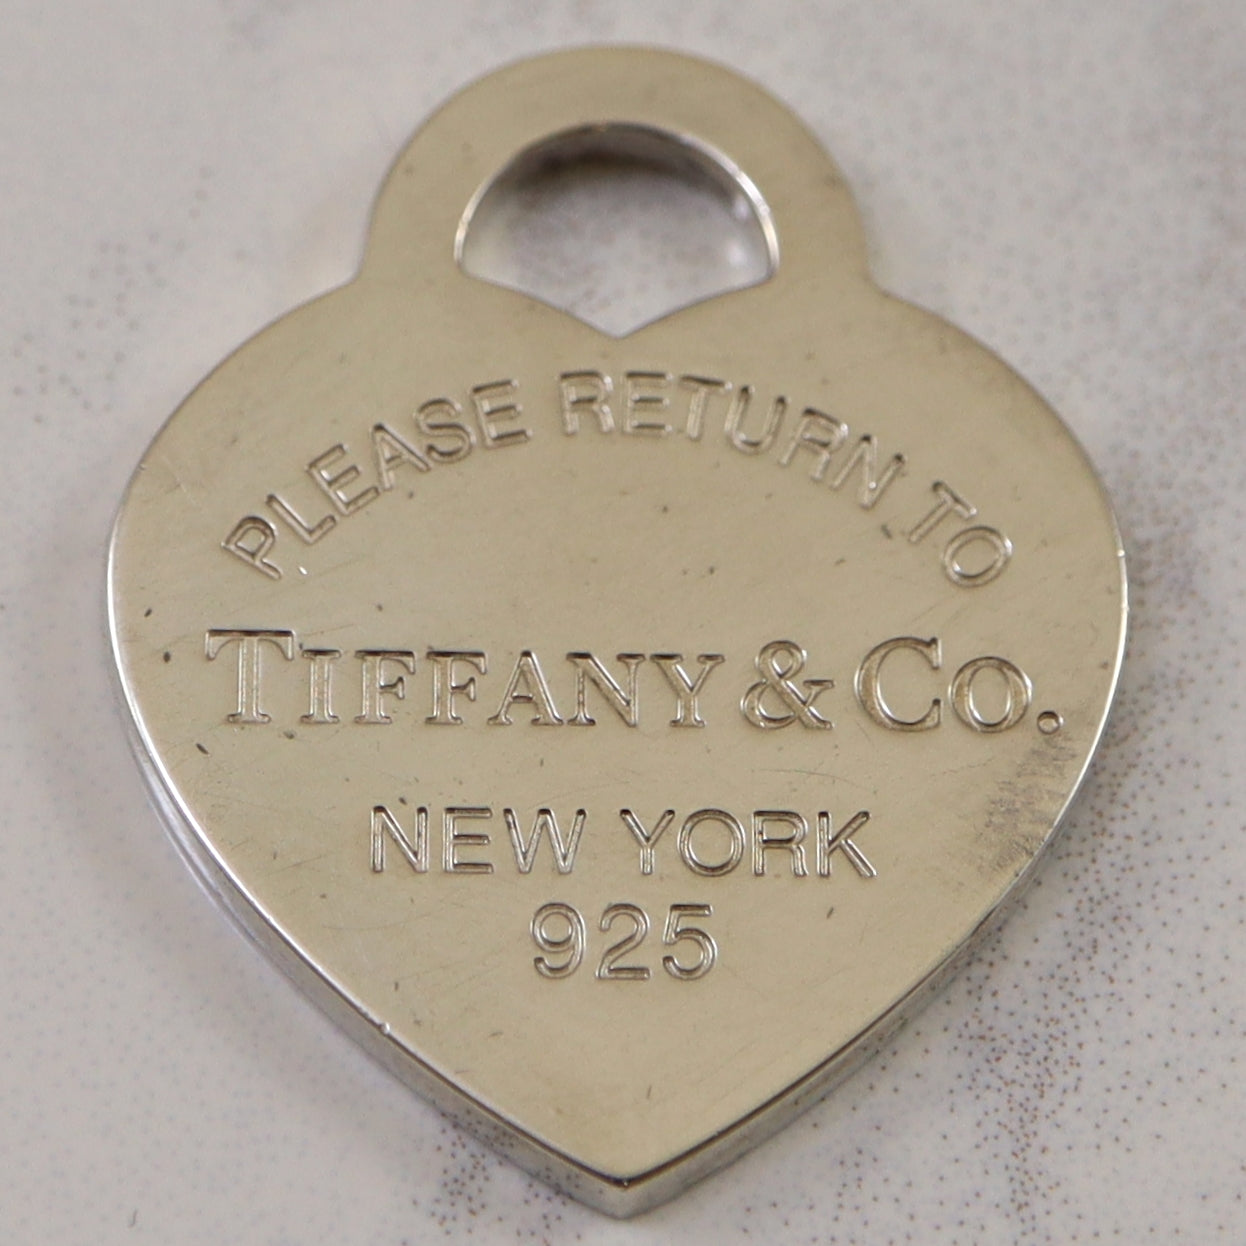 PLEASE RETURN TO
TIFFANY & CO.
NEW YORK
925